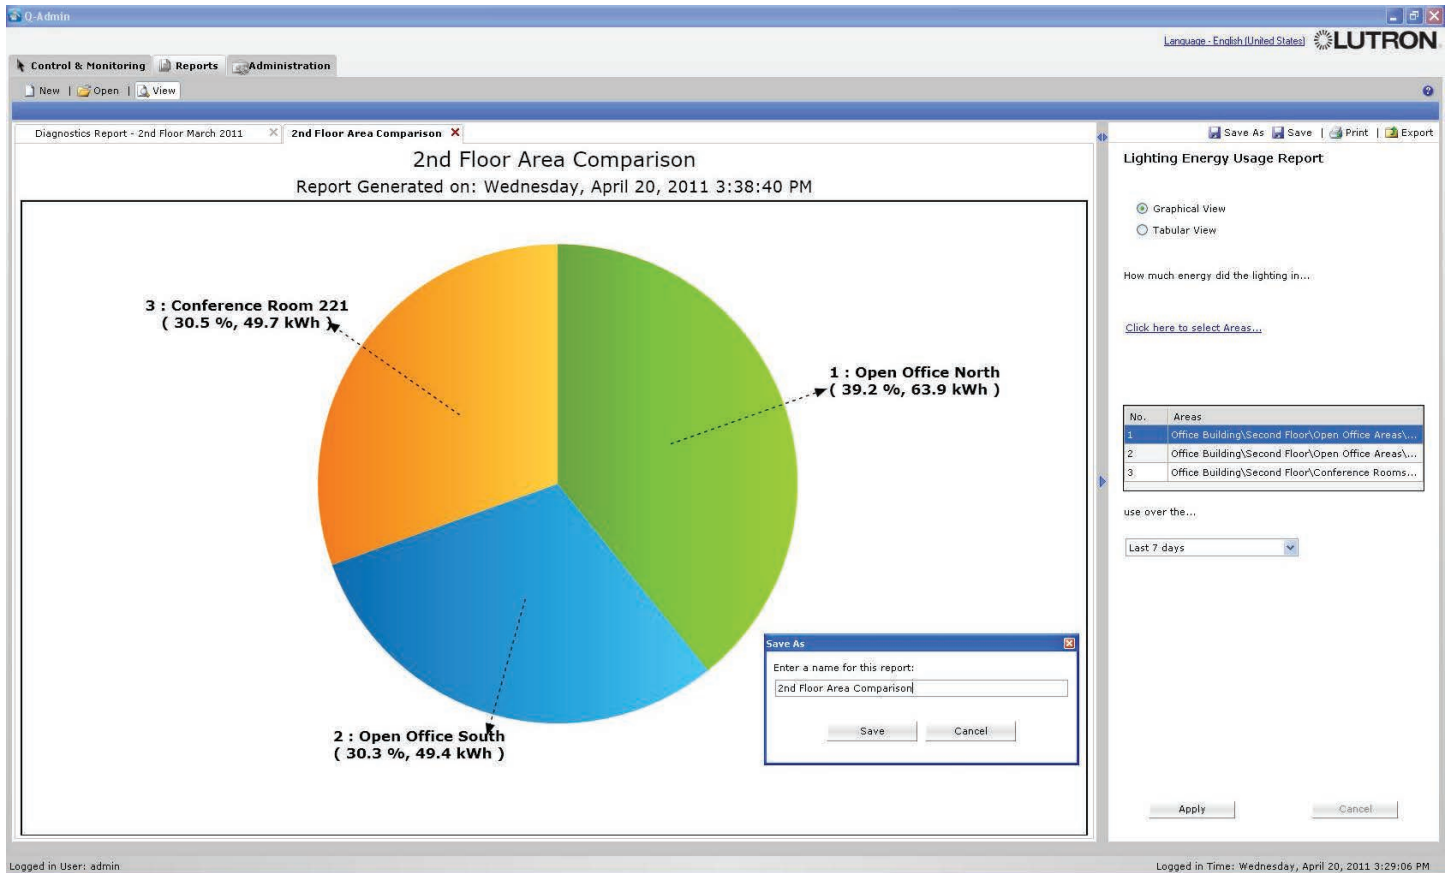 Q-Admin
Language - English (United States) LUTRON
Control & Monitoring Reports Administration
New | Open | View
Diagnostics Report - 2nd Floor March 2011 2nd Floor Area Comparison
Save As Save | Print | Export
2nd Floor Area Comparison
Report Generated on: Wednesday, April 20, 2011 3:38:40 PM
3 : Conference Room 221
( 30.5 %, 49.7 kWh )
1 : Open Office North
( 39.2 %, 63.9 kWh )
2 : Open Office South
( 30.3 %, 49.4 kWh )
Save As
Enter a name for this report:
2nd Floor Area Comparison
Save Cancel
Lighting Energy Usage Report
Graphical View
Tabular View
How much energy did the lighting in...
Click here to select Areas...
No. Areas
1 Office Building\Second Floor\Open Office Areas\...
2 Office Building\Second Floor\Open Office Areas\...
3 Office Building\Second Floor\Conference Rooms...
use over the...
Last 7 days
Apply Cancel
Logged in User: admin
Logged in Time: Wednesday, April 20, 2011 3:29:06 PM